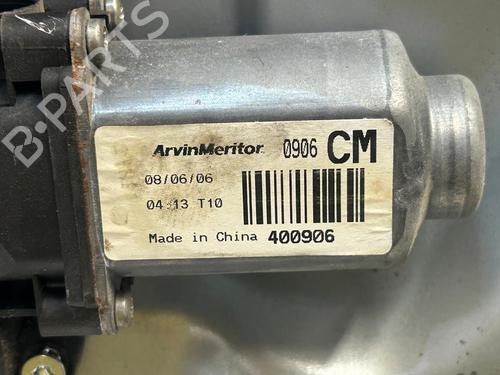 B-PARTS
ArvinMeritor 0906 CM
08/06/06
04:13 T10
Made in China 400906